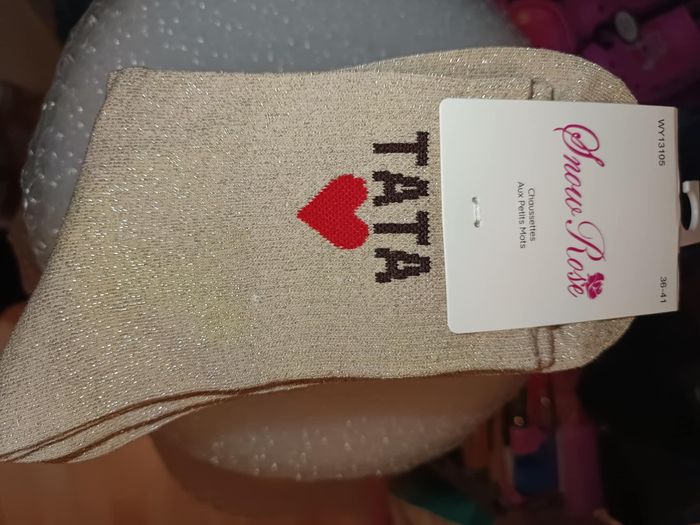 WY13105
36-41
Snow Rose
Chaussettes
Aux Petits Mots
TATA